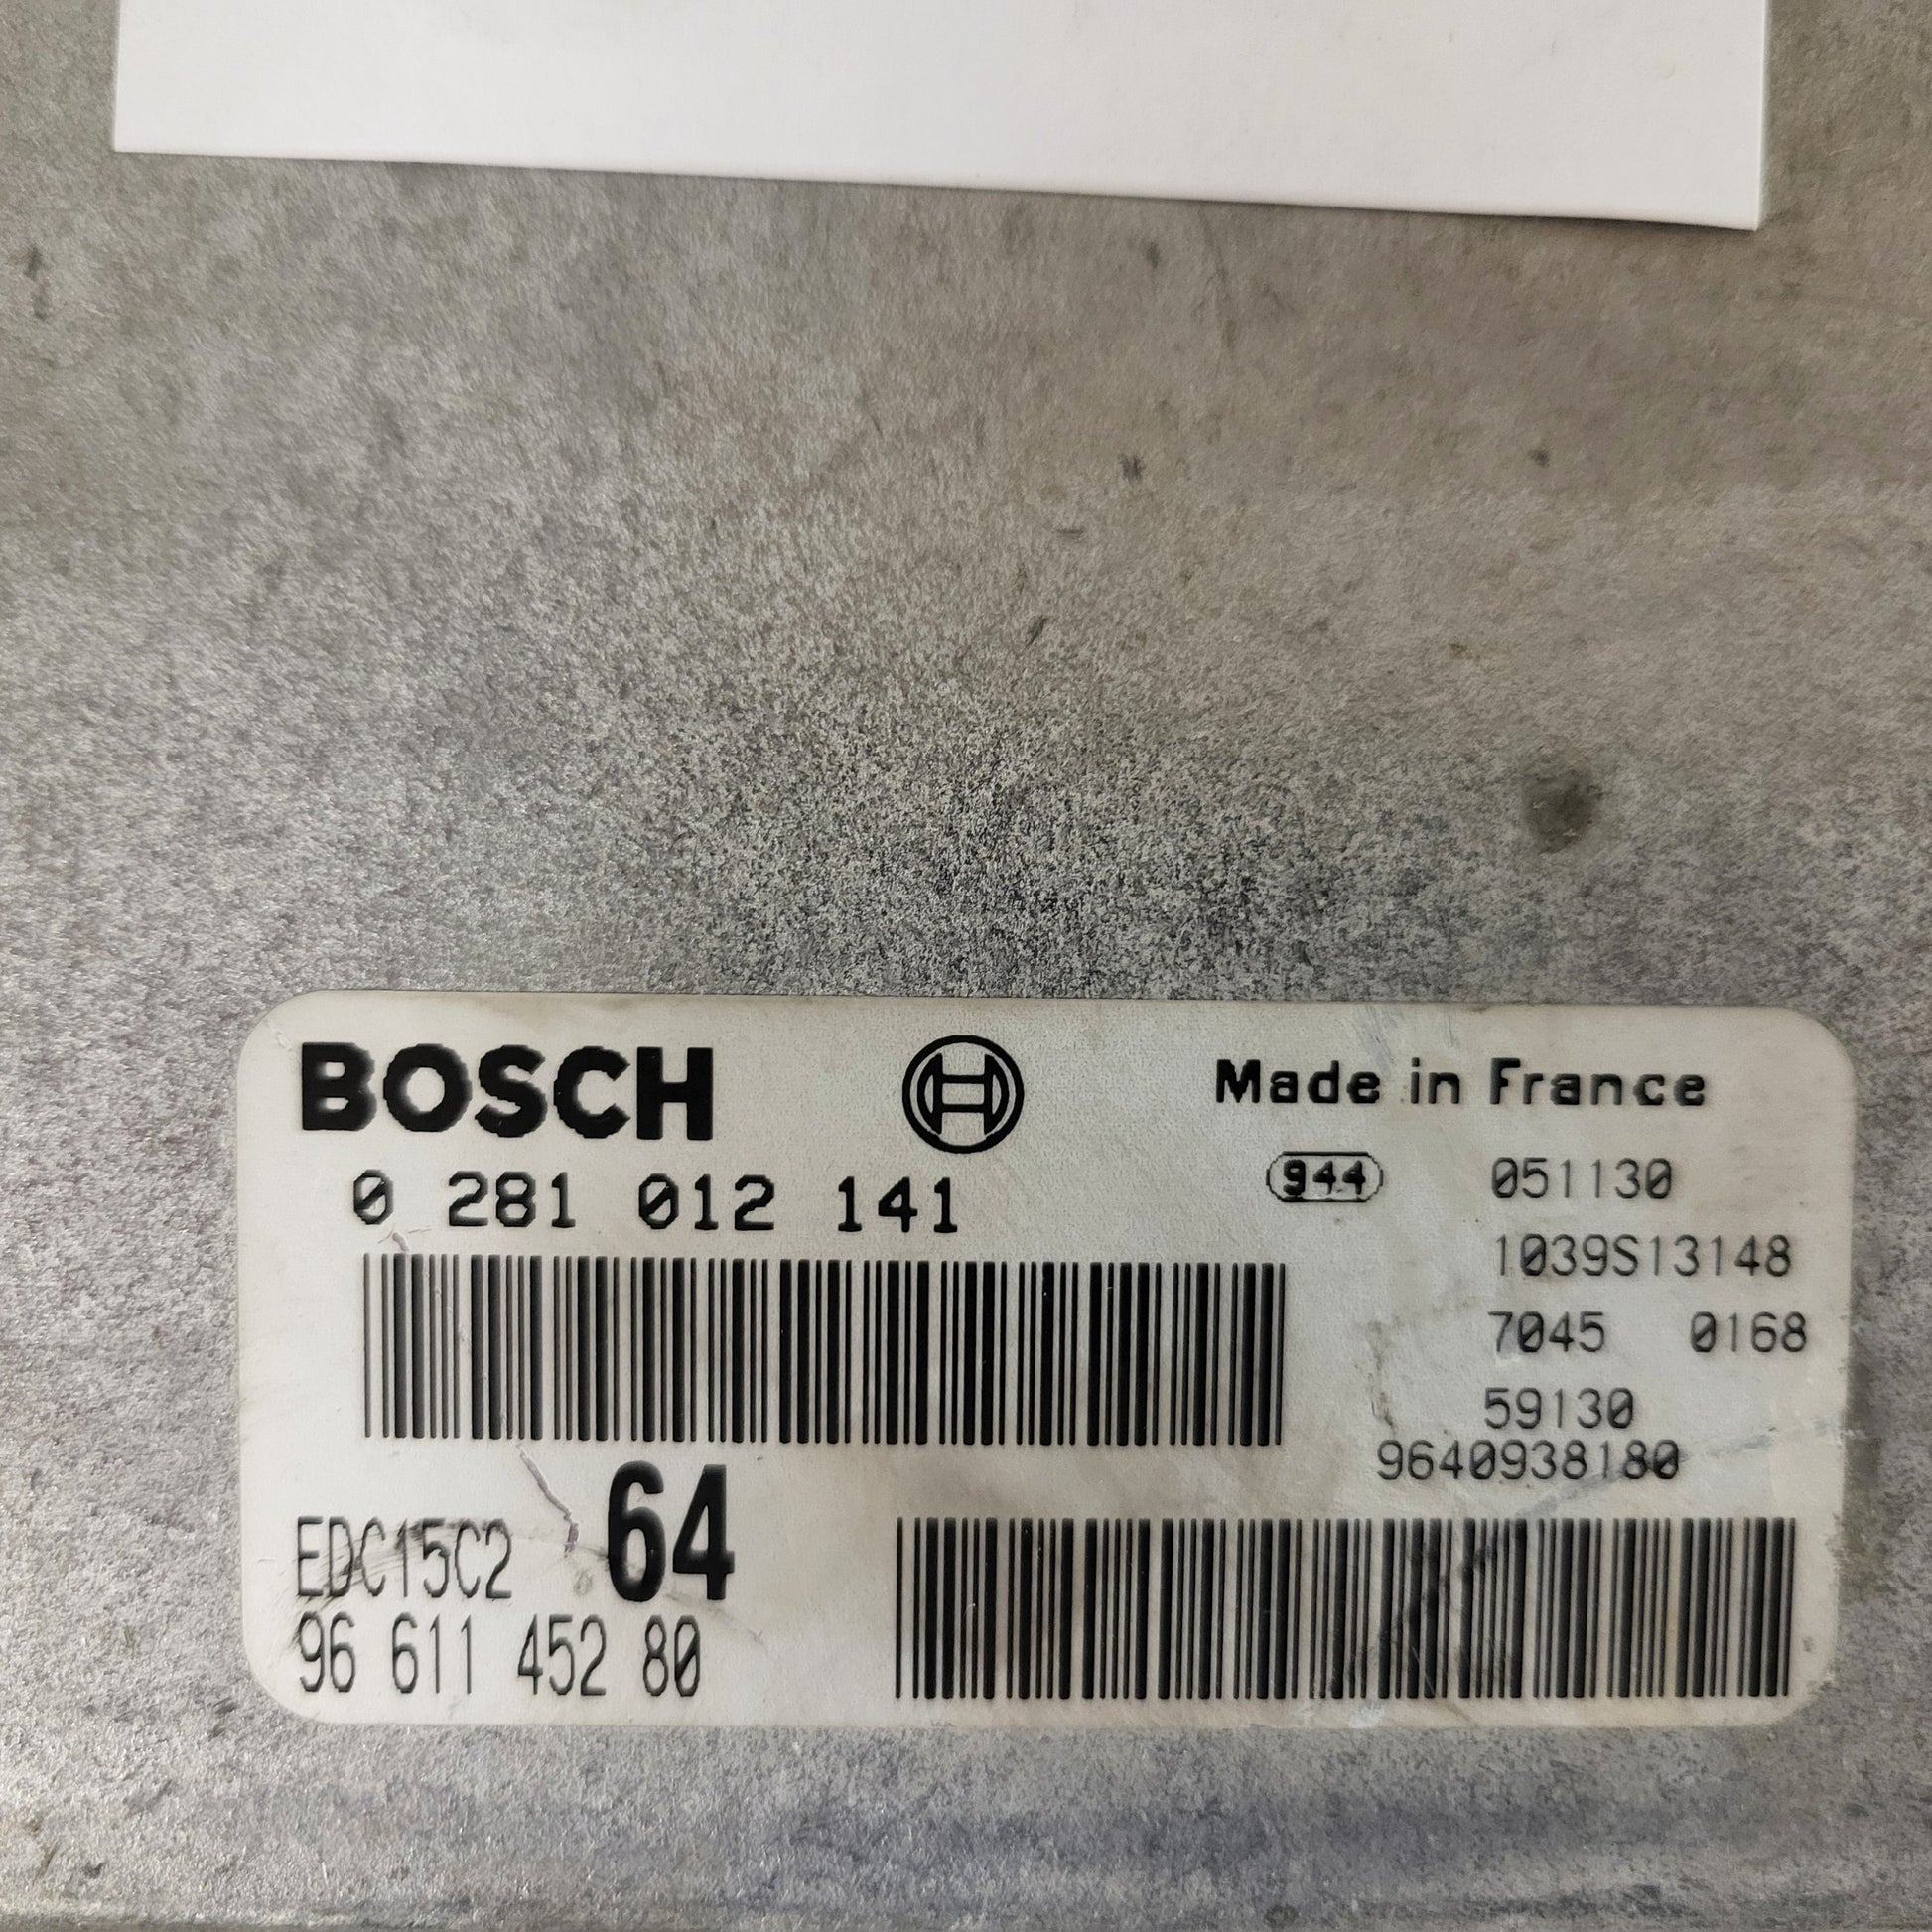 BOSCH
Made in France
0 281 012 141
944 051130
1039S13148
7045 0168
59130
9640938180
EDC15C2 64
96 611 452 80